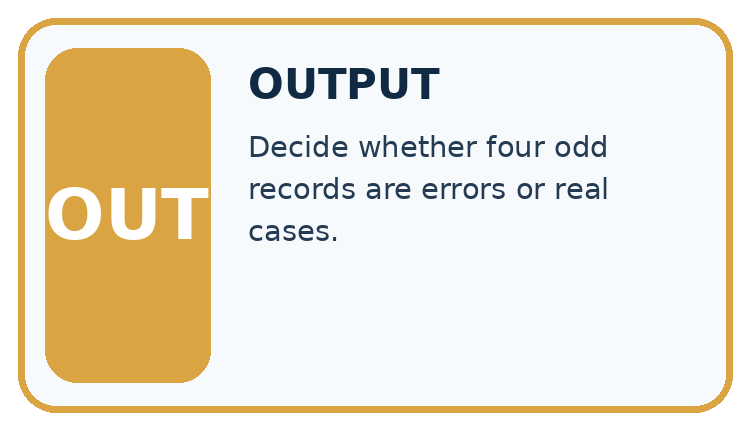 OUT
OUTPUT
Decide whether four odd
records are errors or real
cases.